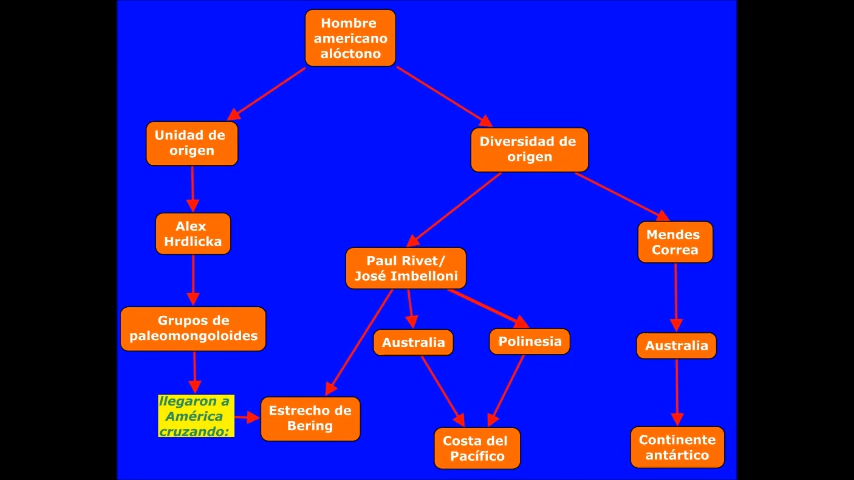 Hombre
americano
alóctono
Unidad de
origen
Diversidad de
origen
Alex
Hrdlicka
Mendes
Correa
Paul Rivet/
José Imbelloni
Grupos de
paleomongoloides
Australia
Polinesia
Australia
llegaron a
América
cruzando:
Estrecho de
Bering
Costa del
Pacífico
Continente
antártico